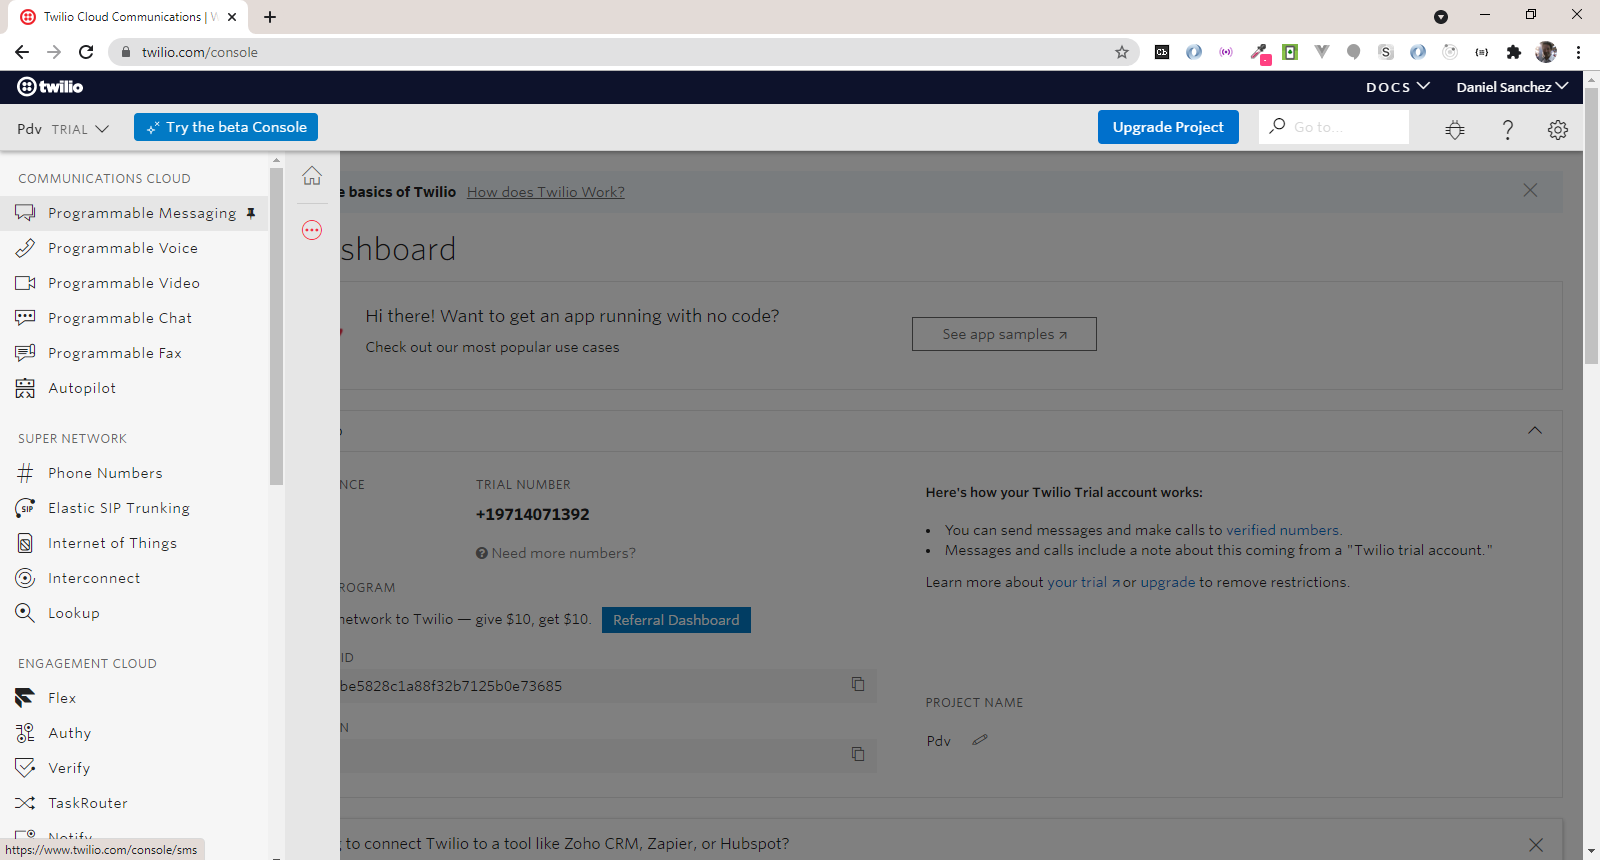 Twilio Cloud Communications |
twilio.com/console
twilio
DOCS
Daniel Sanchez
Pdv TRIAL
Try the beta Console
Upgrade Project
Go to...
COMMUNICATIONS CLOUD
Programmable Messaging
Programmable Voice
Programmable Video
Programmable Chat
Programmable Fax
Autopilot
SUPER NETWORK
Phone Numbers
Elastic SIP Trunking
Internet of Things
Interconnect
Lookup
ENGAGEMENT CLOUD
Flex
Authy
Verify
TaskRouter
Notify
https://www.twilio.com/console/sms
e basics of Twilio How does Twilio Work?
shboard
Hi there! Want to get an app running with no code?
Check out our most popular use cases
See app samples
NCE
TRIAL NUMBER
+19714071392
Need more numbers?
ROGRAM
network to Twilio — give $10, get $10.
Referral Dashboard
ID
be5828c1a88f32b7125b0e73685
N
Here's how your Twilio Trial account works:
You can send messages and make calls to verified numbers.
Messages and calls include a note about this coming from a "Twilio trial account."
Learn more about your trial or upgrade to remove restrictions.
PROJECT NAME
Pdv
to connect Twilio to a tool like Zoho CRM, Zapier, or Hubspot?